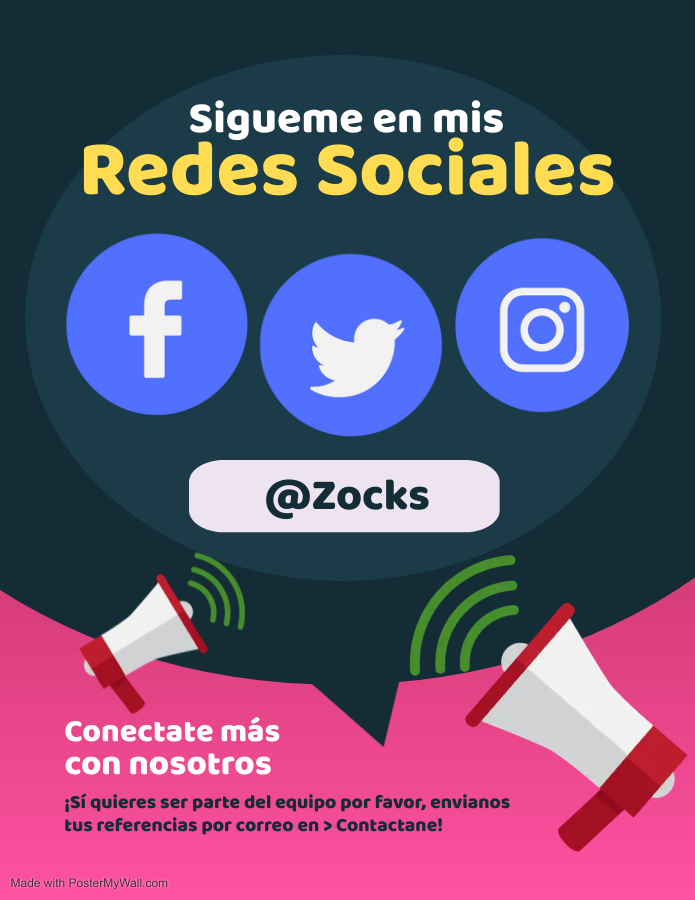 Sigueme en mis
Redes Sociales
@Zocks
Conectate más
con nosotros
¡Sí quieres ser parte del equipo por favor, envianos
tus referencias por correo en > Contactane!
Made with PosterMyWall.com